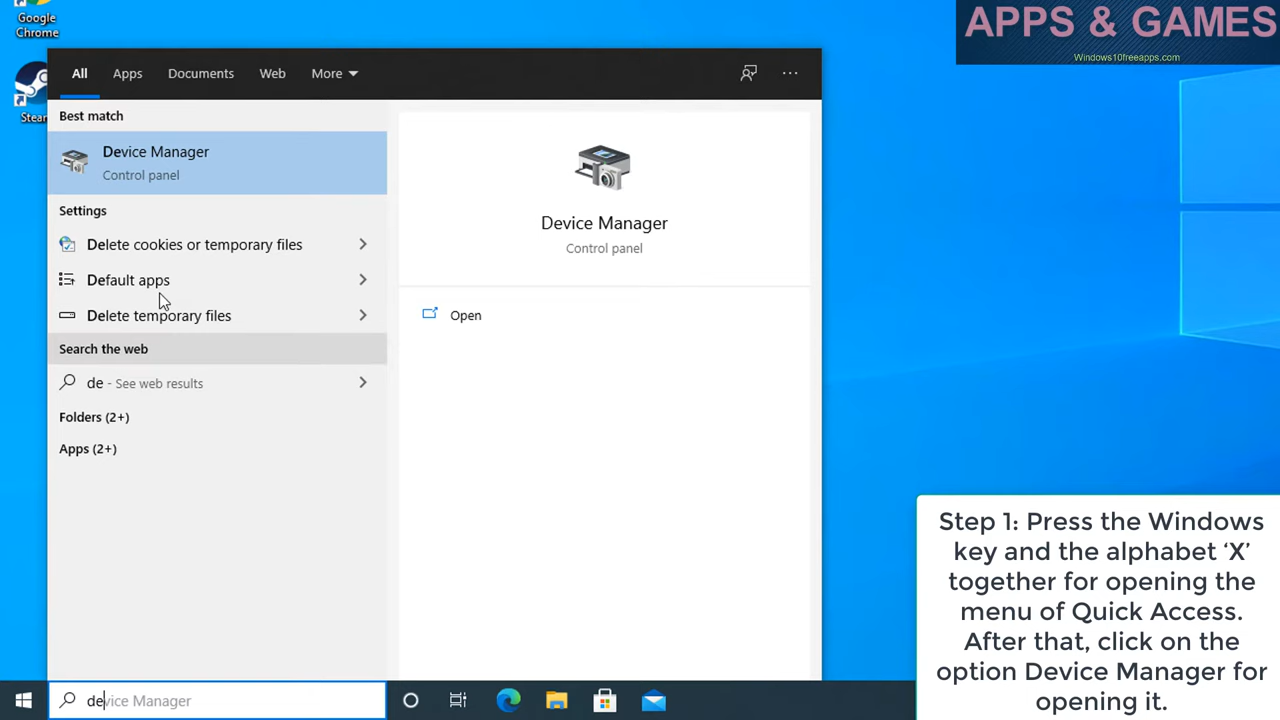 Google
Chrome
Steam
APPS & GAMES
Windows10freeapps.com
All Apps Documents Web More
Best match
Device Manager
Control panel
Settings
Delete cookies or temporary files
Default apps
Delete temporary files
Search the web
de - See web results
Folders (2+)
Apps (2+)
Device Manager
Control panel
Open
Step 1: Press the Windows
key and the alphabet ‘X’
together for opening the
menu of Quick Access.
After that, click on the
option Device Manager for
opening it.
device Manager